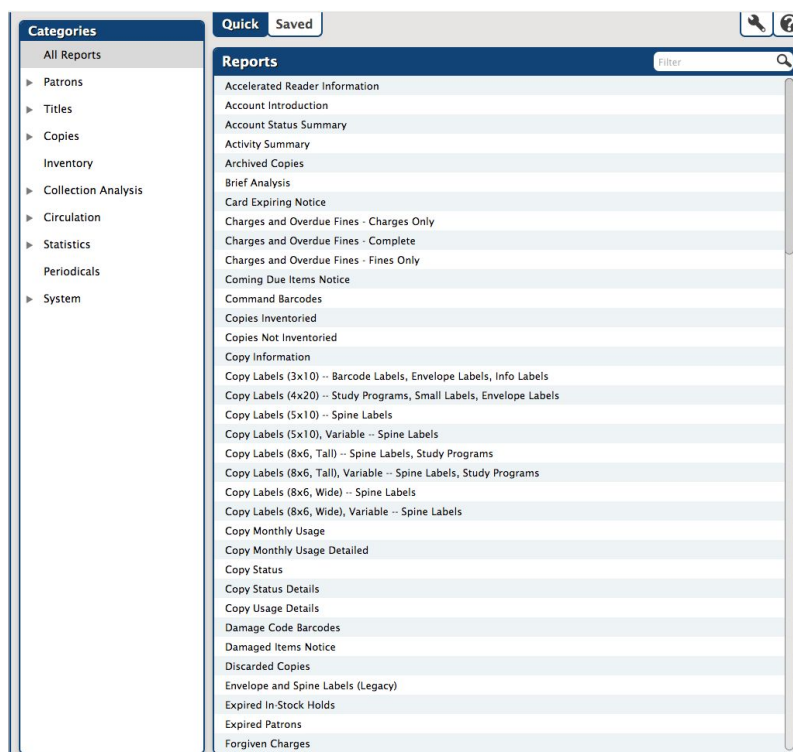 Categories
All Reports
Patrons
Titles
Copies
Inventory
Collection Analysis
Circulation
Statistics
Periodicals
System
Quick
Saved
?
Reports
Filter
Accelerated Reader Information
Account Introduction
Account Status Summary
Activity Summary
Archived Copies
Brief Analysis
Card Expiring Notice
Charges and Overdue Fines - Charges Only
Charges and Overdue Fines - Complete
Charges and Overdue Fines - Fines Only
Coming Due Items Notice
Command Barcodes
Copies Inventoried
Copies Not Inventoried
Copy Information
Copy Labels (3x10) -- Barcode Labels, Envelope Labels, Info Labels
Copy Labels (4x20) -- Study Programs, Small Labels, Envelope Labels
Copy Labels (5x10) -- Spine Labels
Copy Labels (5x10), Variable -- Spine Labels
Copy Labels (8x6, Tall) -- Spine Labels, Study Programs
Copy Labels (8x6, Tall), Variable -- Spine Labels, Study Programs
Copy Labels (8x6, Wide) -- Spine Labels
Copy Labels (8x6, Wide), Variable -- Spine Labels
Copy Monthly Usage
Copy Monthly Usage Detailed
Copy Status
Copy Status Details
Copy Usage Details
Damage Code Barcodes
Damaged Items Notice
Discarded Copies
Envelope and Spine Labels (Legacy)
Expired In-Stock Holds
Expired Patrons
Forgiven Charges